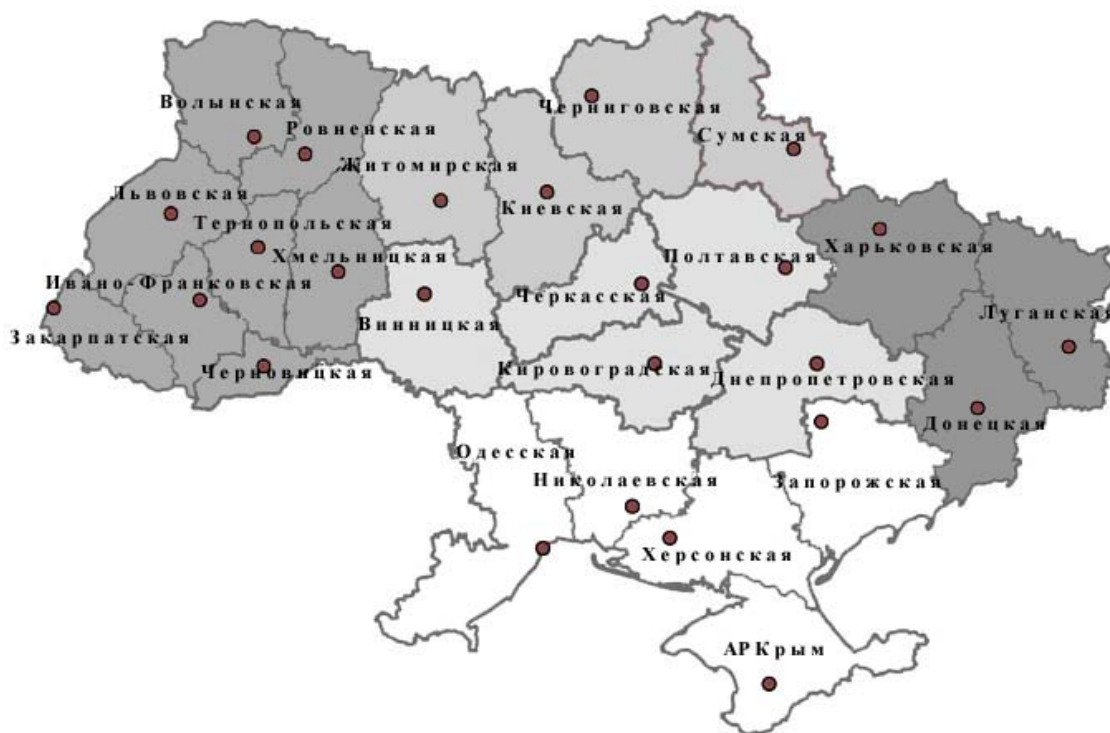 Черниговская
Волынская
Ровненская
Сумская
Житомирская
Львовская
Киевская
Тернопольская
Харьковская
Хмельницкая
Полтавская
Ивано-Франковская
Черкасская
Луганская
Закарпатская
Винницкая
Черновицкая
Кировоградская
Днепропетровская
Донецкая
Одесская
Николаевская
Запорожская
Херсонская
АР Крым